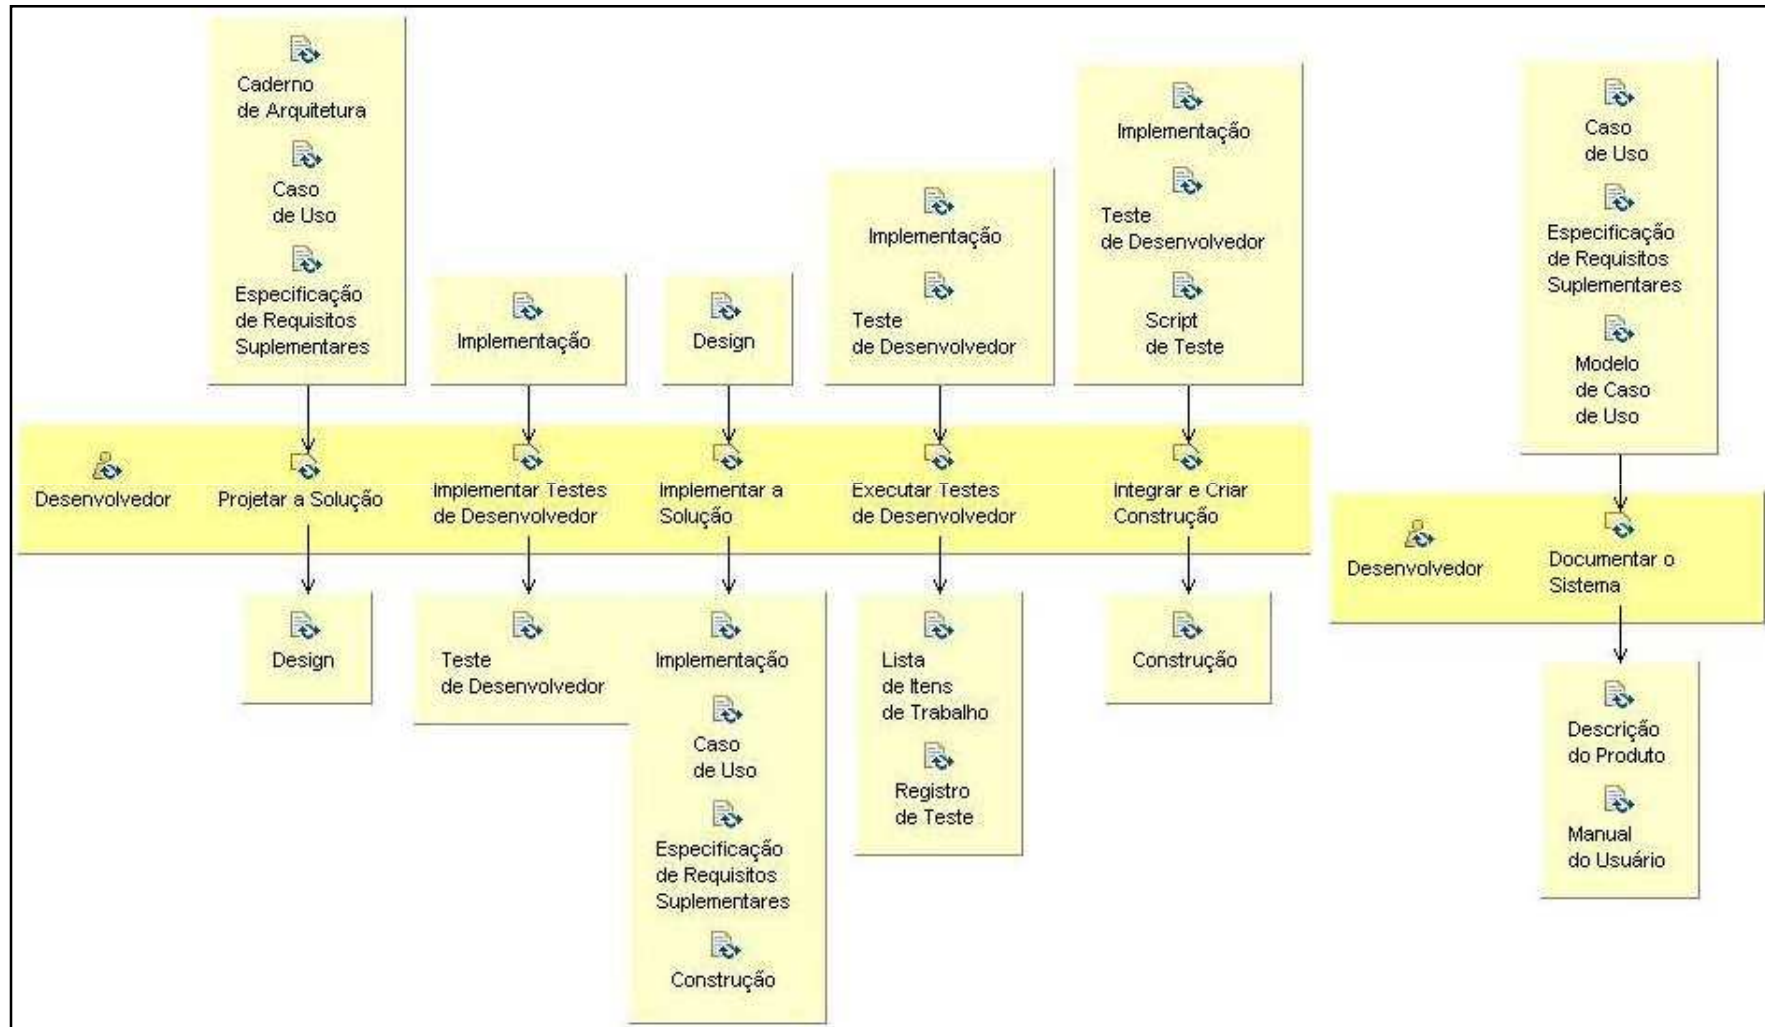 Caderno
de Arquitetura
Caso
de Uso
Especificação
de Requisitos
Suplementares
Implementação
Design
Implementação
Teste
de Desenvolvedor
Implementação
Teste
de Desenvolvedor
Script
de Teste
Caso
de Uso
Especificação
de Requisitos
Suplementares
Modelo
de Caso
de Uso
Desenvolvedor
Projetar a Solução
Implementar Testes
de Desenvolvedor
Implementar a
Solução
Executar Testes
de Desenvolvedor
Integrar e Criar
Construção
Desenvolvedor
Documentar o
Sistema
Design
Teste
de Desenvolvedor
Implementação
Caso
de Uso
Especificação
de Requisitos
Suplementares
Construção
Lista
de Itens
de Trabalho
Registro
de Teste
Construção
Descrição
do Produto
Manual
do Usuário